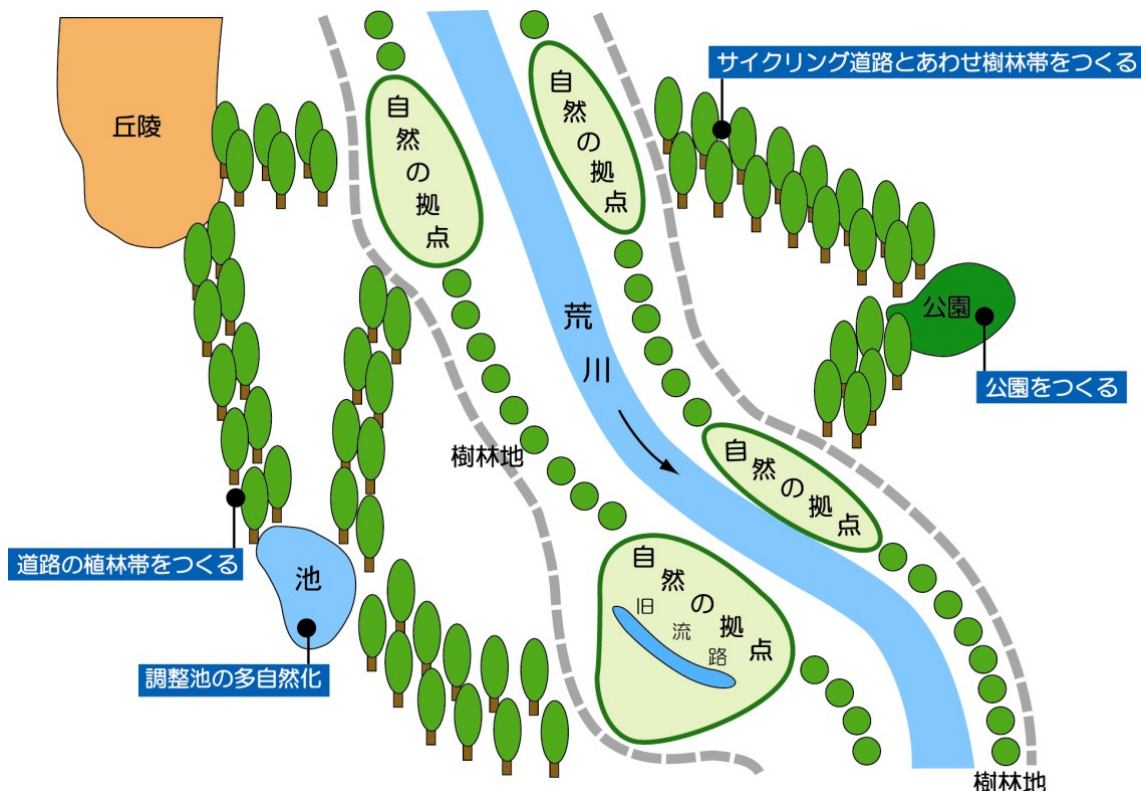 サイクリング道路とあわせ樹林帯をつくる
丘陵
自然の拠点
自然の拠点
荒川
公園
公園をつくる
樹林地
自然の拠点
道路の植林帯をつくる
池
自然の拠点
旧流路
調整池の多自然化
樹林地